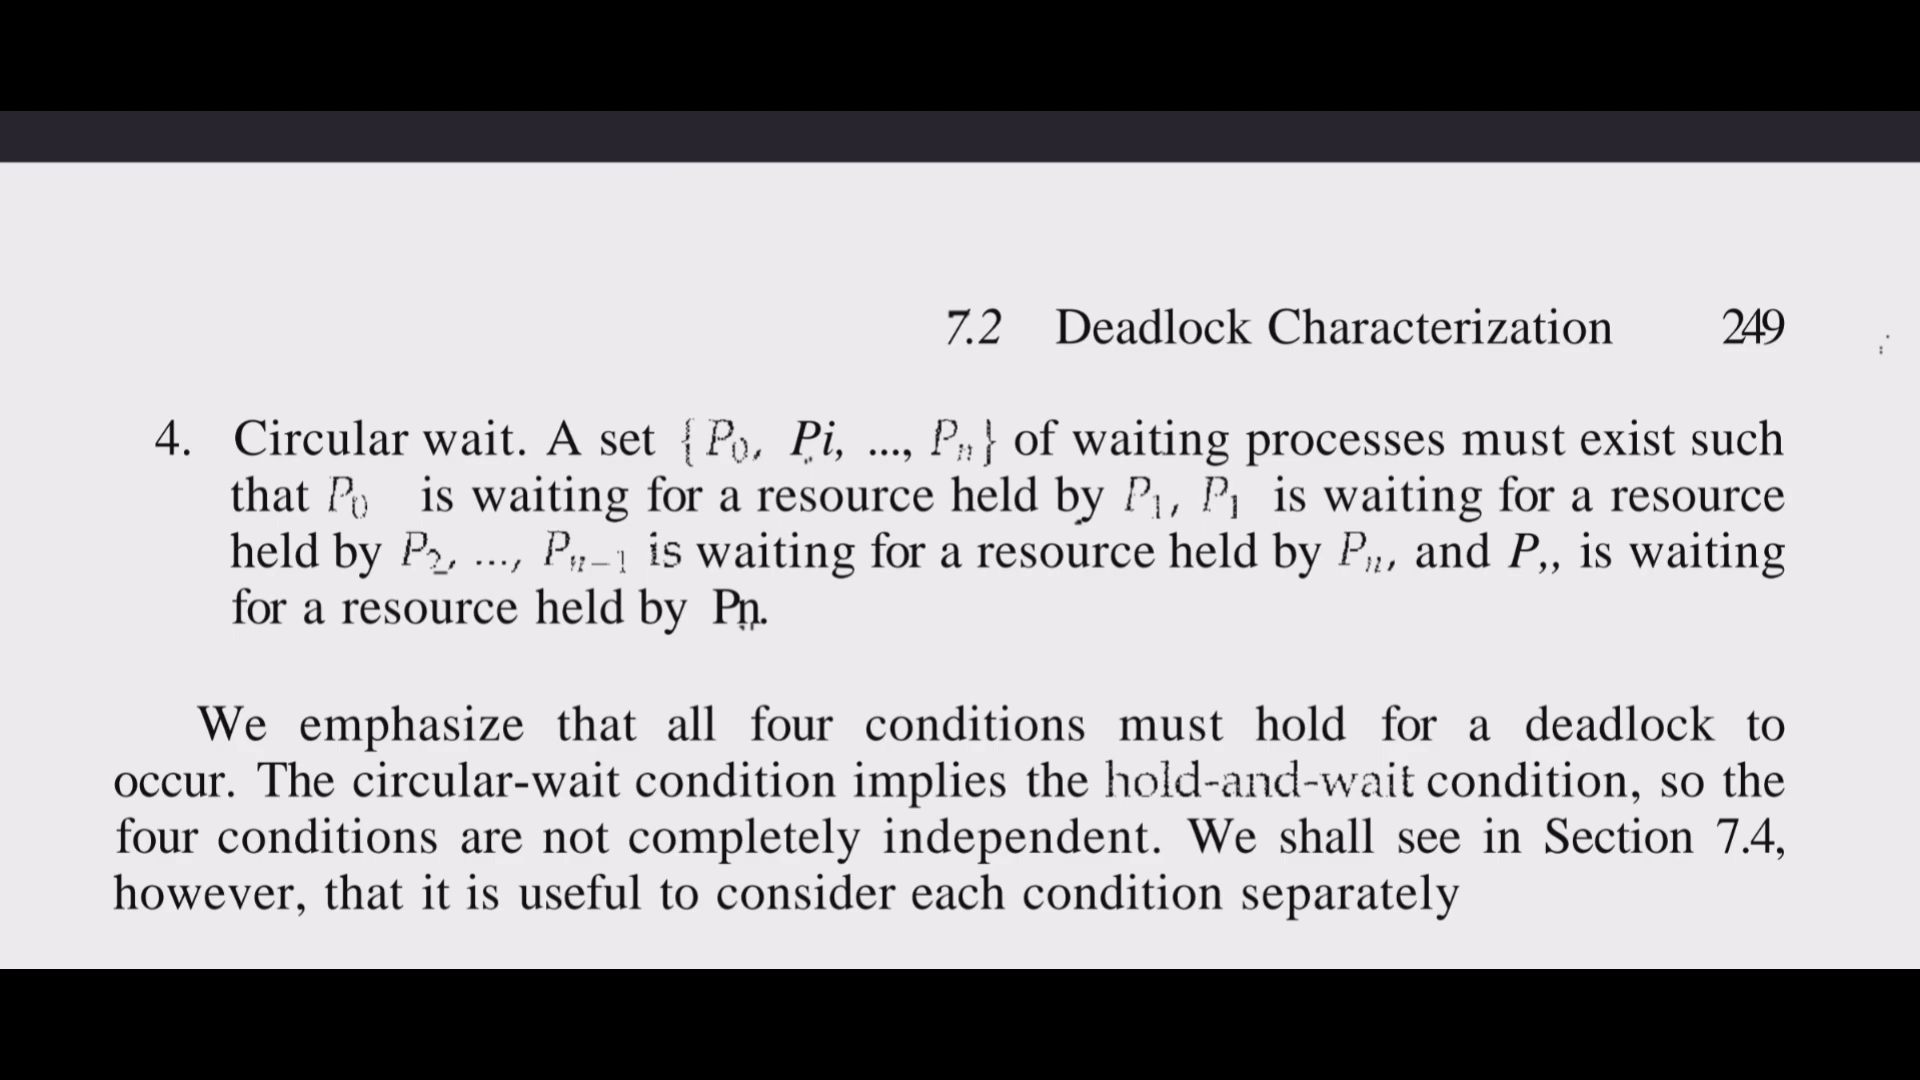 7.2 Deadlock Characterization 249
4. Circular wait. A set {P0, Pi, ..., Pn} of waiting processes must exist such
that P0 is waiting for a resource held by P1, P1 is waiting for a resource
held by P2, ..., Pn−1 is waiting for a resource held by Pn, and P,, is waiting
for a resource held by Pn.
We emphasize that all four conditions must hold for a deadlock to
occur. The circular-wait condition implies the hold-and-wait condition, so the
four conditions are not completely independent. We shall see in Section 7.4,
however, that it is useful to consider each condition separately